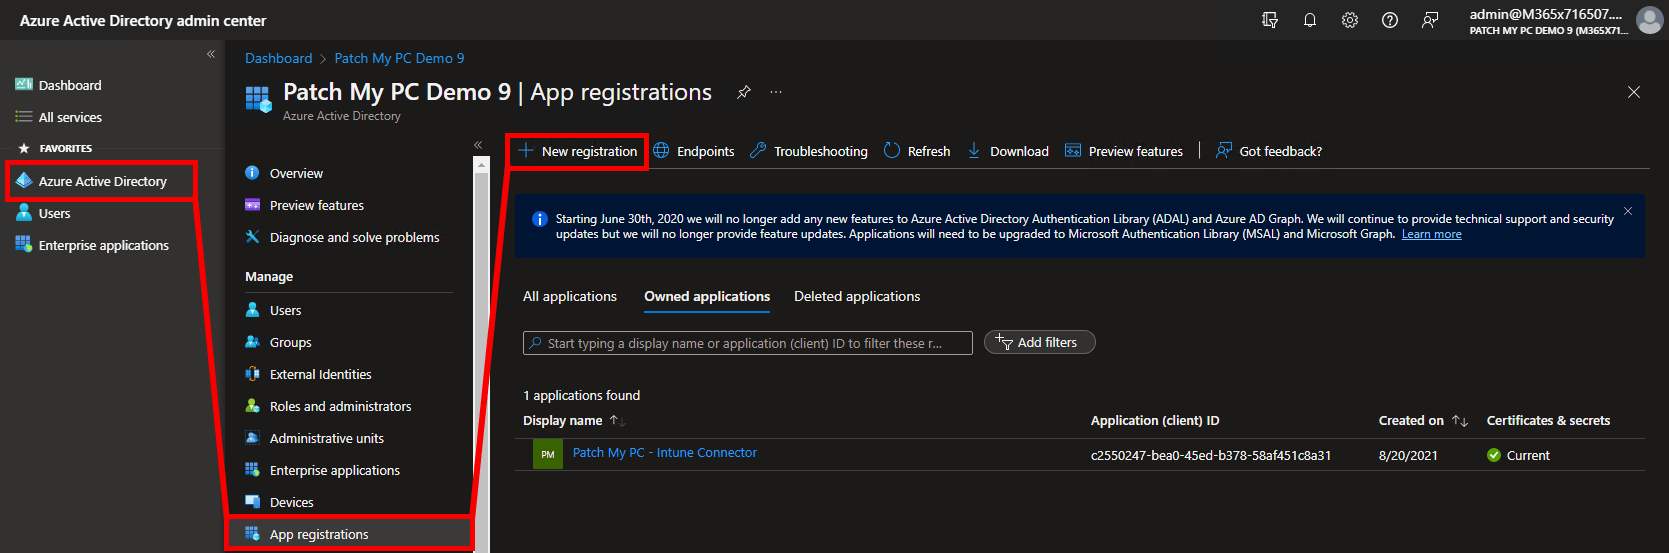 Azure Active Directory admin center
admin@M365x716507....
PATCH MY PC DEMO 9 (M365X71...
«
Dashboard
All services
★ FAVORITES
Azure Active Directory
Users
Enterprise applications
Dashboard > Patch My PC Demo 9
Patch My PC Demo 9 | App registrations
...
Azure Active Directory
«
Overview
Preview features
Diagnose and solve problems
Manage
Users
Groups
External Identities
Roles and administrators
Administrative units
Enterprise applications
Devices
App registrations
New registration Endpoints Troubleshooting Refresh Download Preview features | Got feedback?
Starting June 30th, 2020 we will no longer add any new features to Azure Active Directory Authentication Library (ADAL) and Azure AD Graph. We will continue to provide technical support and security
updates but we will no longer provide feature updates. Applications will need to be upgraded to Microsoft Authentication Library (MSAL) and Microsoft Graph. Learn more
All applications Owned applications Deleted applications
Start typing a display name or application (client) ID to filter these r...
Add filters
1 applications found
Display name ↑↓ Application (client) ID Created on ↑↓ Certificates & secrets
PM Patch My PC - Intune Connector c2550247-bea0-45ed-b378-58af451c8a31 8/20/2021 Current